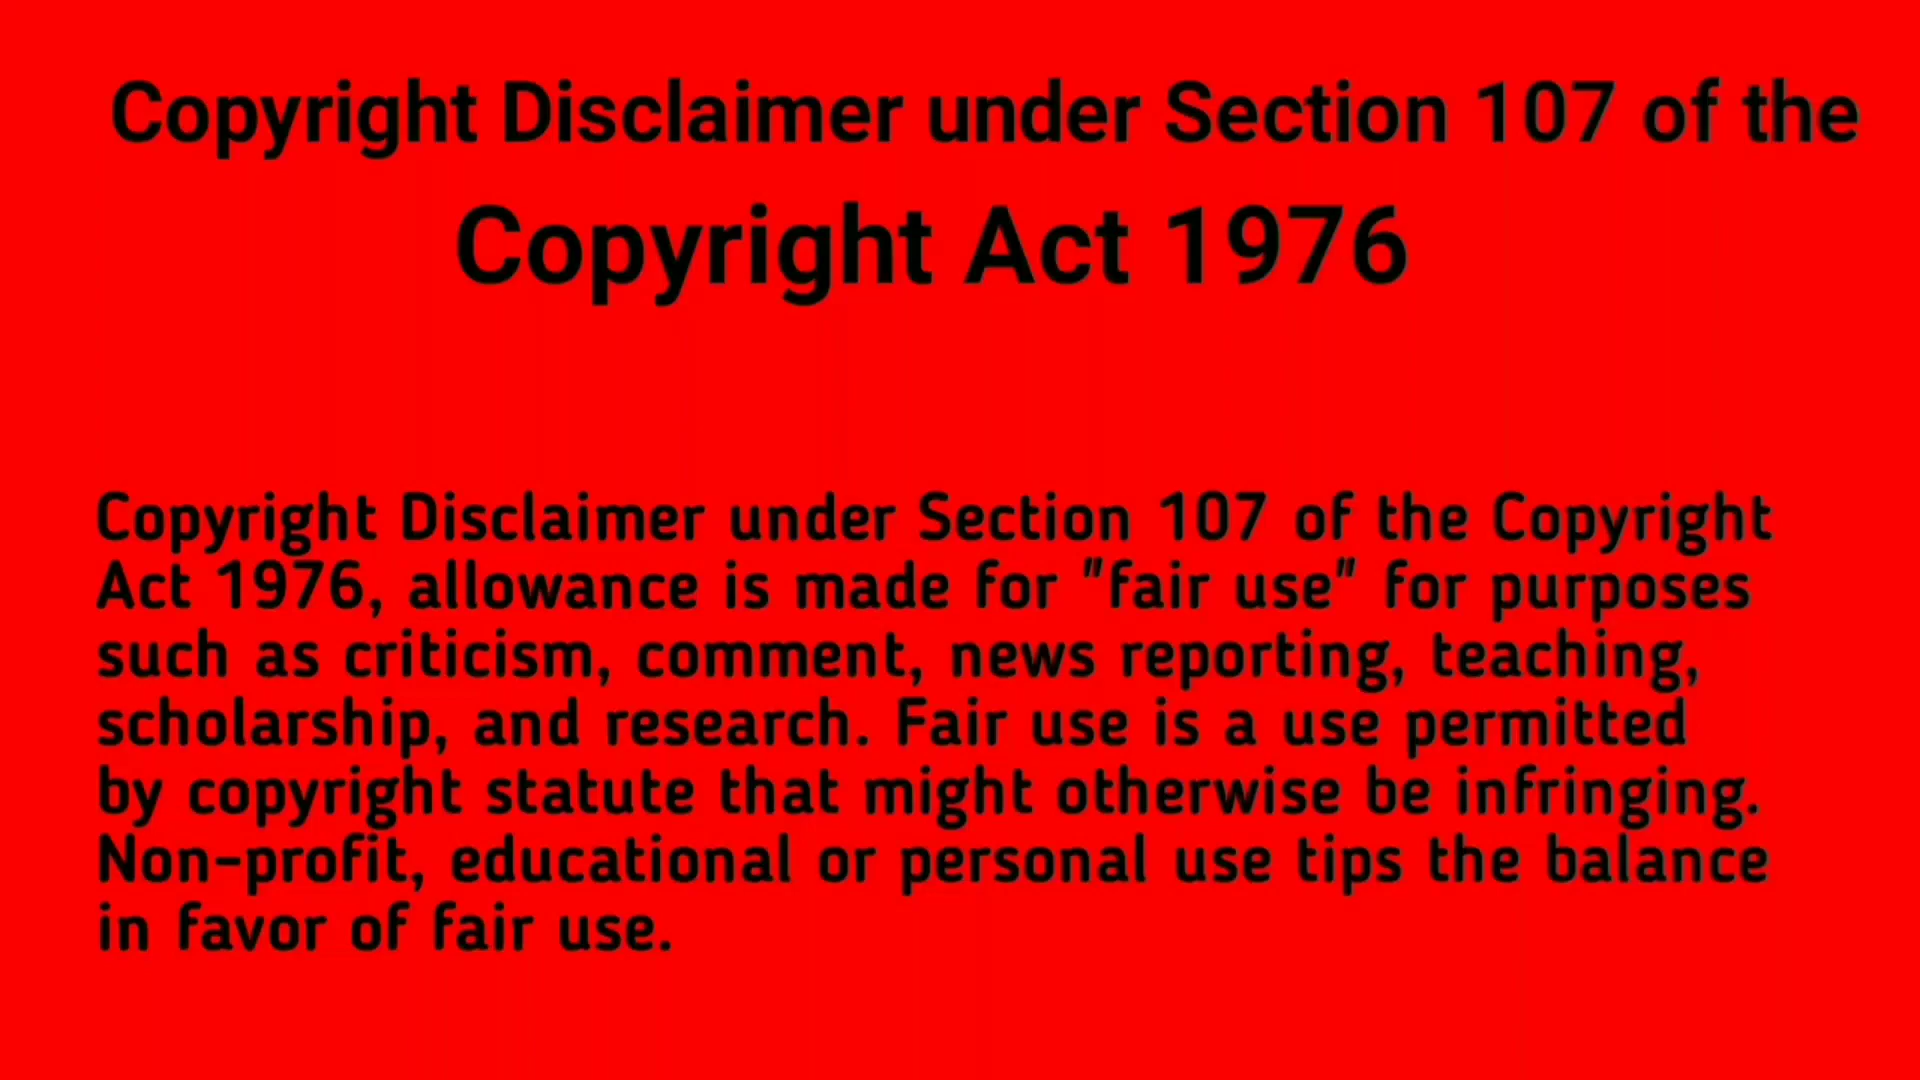 Copyright Disclaimer under Section 107 of the
Copyright Act 1976
Copyright Disclaimer under Section 107 of the Copyright
Act 1976, allowance is made for "fair use" for purposes
such as criticism, comment, news reporting, teaching,
scholarship, and research. Fair use is a use permitted
by copyright statute that might otherwise be infringing.
Non-profit, educational or personal use tips the balance
in favor of fair use.